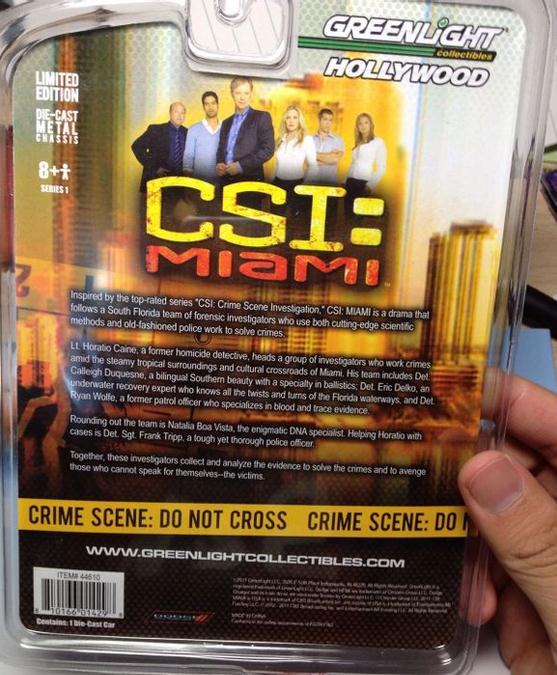 GREENLIGHT
collectibles
HOLLYWOOD
LIMITED
EDITION
DIE-CAST
METAL
CHASSIS
8+
SERIES 1
CSI:
MIAMI
Inspired by the top-rated series "CSI: Crime Scene Investigation," CSI: MIAMI is a drama that
follows a South Florida team of forensic investigators who use both cutting-edge scientific
methods and old-fashioned police work to solve crimes.
Lt. Horatio Caine, a former homicide detective, heads a group of investigators who work crimes
amid the steamy tropical surroundings and cultural crossroads of Miami. His team includes Det.
Calleigh Duquesne, a bilingual Southern beauty with a specialty in ballistics; Det. Eric Delko, an
underwater recovery expert who knows all the twists and turns of the Florida waterways, and Det.
Ryan Wolfe, a former patrol officer who specializes in blood and trace evidence.
Rounding out the team is Natalia Boa Vista, the enigmatic DNA specialist. Helping Horatio with
cases is Det. Sgt. Frank Tripp, a tough yet thorough police officer.
Together, these investigators collect and analyze the evidence to solve the crimes and to avenge
those who cannot speak for themselves--the victims.
CRIME SCENE: DO NOT CROSS CRIME SCENE: DO N
WWW.GREENLIGHTCOLLECTIBLES.COM
ITEM# 44610
Contains: 1 Die-Cast Car
DODGE
MADE IN CHINA